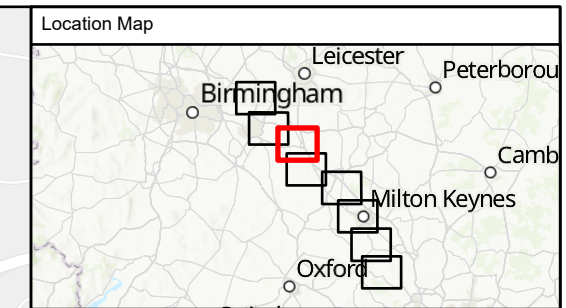 Location Map
Leicester
Peterborou
Birmingham
Camb
Milton Keynes
Oxford